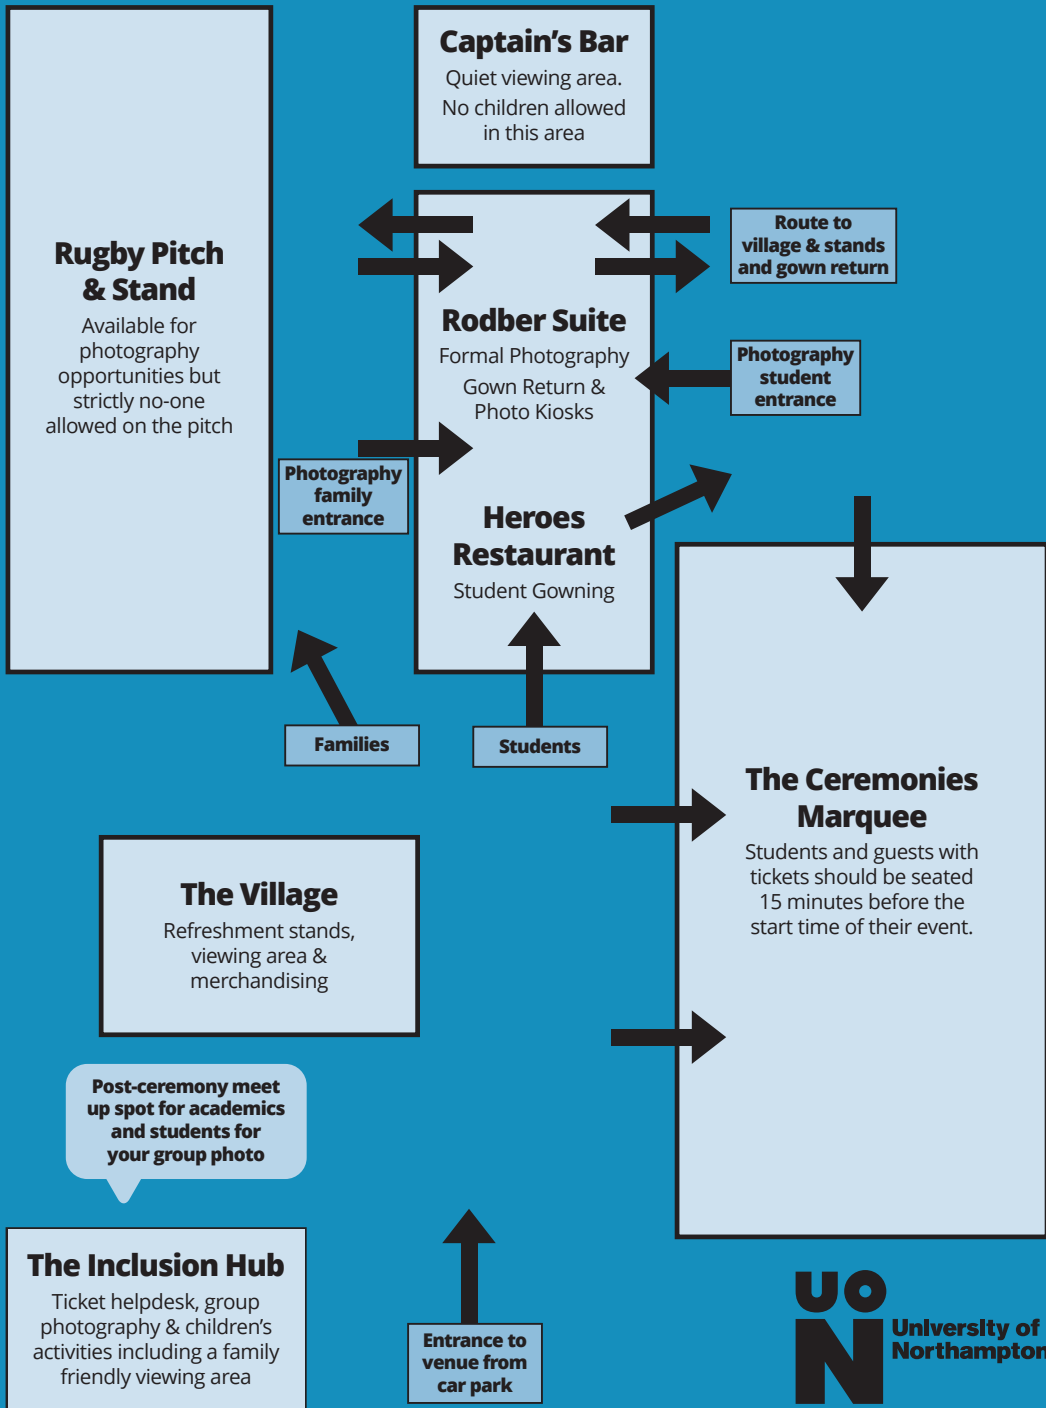 Captain's Bar
Quiet viewing area.
No children allowed
in this area
Rugby Pitch
& Stand
Available for
photography
opportunities but
strictly no-one
allowed on the pitch
Route to
village & stands
and gown return
Rodber Suite
Formal Photography
Gown Return &
Photo Kiosks
Photography
student
entrance
Photography
family
entrance
Heroes
Restaurant
Student Gowning
Families
Students
The Ceremonies
Marquee
Students and guests with
tickets should be seated
15 minutes before the
start time of their event.
The Village
Refreshment stands,
viewing area &
merchandising
Post-ceremony meet
up spot for academics
and students for
your group photo
The Inclusion Hub
Ticket helpdesk, group
photography & children's
activities including a family
friendly viewing area
Entrance to
venue from
car park
UON
University of
Northampton